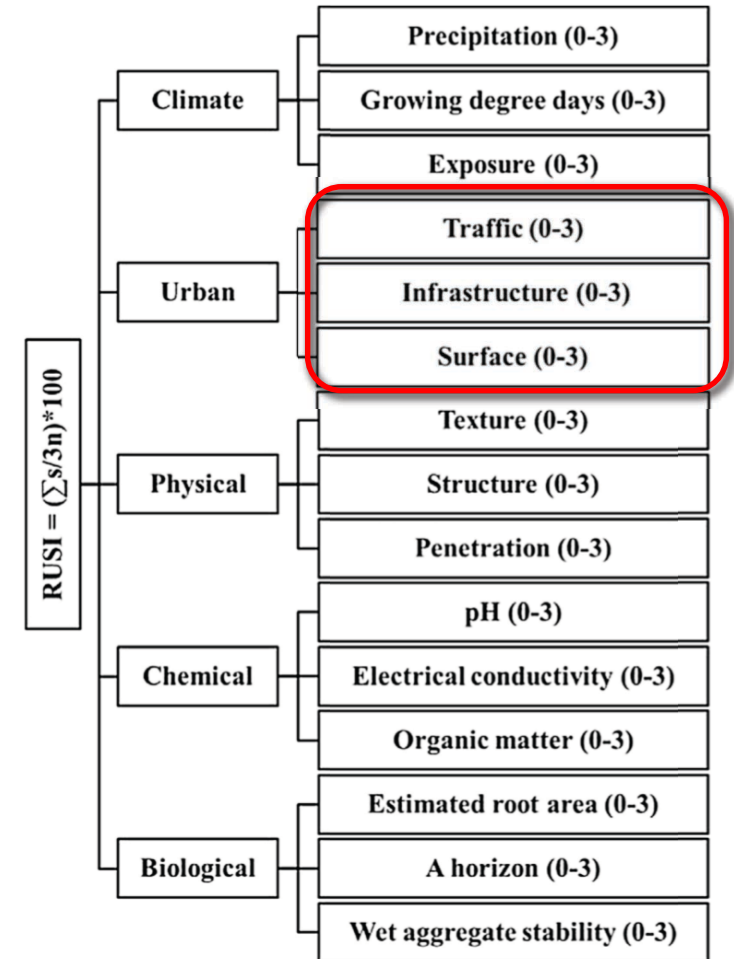 RUSI = (∑s/3n)*100
Climate
Precipitation (0-3)
Growing degree days (0-3)
Exposure (0-3)
Urban
Traffic (0-3)
Infrastructure (0-3)
Surface (0-3)
Physical
Texture (0-3)
Structure (0-3)
Penetration (0-3)
Chemical
pH (0-3)
Electrical conductivity (0-3)
Organic matter (0-3)
Biological
Estimated root area (0-3)
A horizon (0-3)
Wet aggregate stability (0-3)